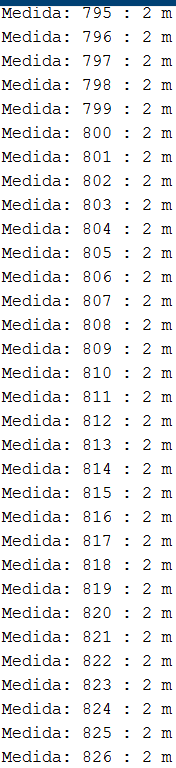 Medida: 795 : 2 m
Medida: 796 : 2 m
Medida: 797 : 2 m
Medida: 798 : 2 m
Medida: 799 : 2 m
Medida: 800 : 2 m
Medida: 801 : 2 m
Medida: 802 : 2 m
Medida: 803 : 2 m
Medida: 804 : 2 m
Medida: 805 : 2 m
Medida: 806 : 2 m
Medida: 807 : 2 m
Medida: 808 : 2 m
Medida: 809 : 2 m
Medida: 810 : 2 m
Medida: 811 : 2 m
Medida: 812 : 2 m
Medida: 813 : 2 m
Medida: 814 : 2 m
Medida: 815 : 2 m
Medida: 816 : 2 m
Medida: 817 : 2 m
Medida: 818 : 2 m
Medida: 819 : 2 m
Medida: 820 : 2 m
Medida: 821 : 2 m
Medida: 822 : 2 m
Medida: 823 : 2 m
Medida: 824 : 2 m
Medida: 825 : 2 m
Medida: 826 : 2 m